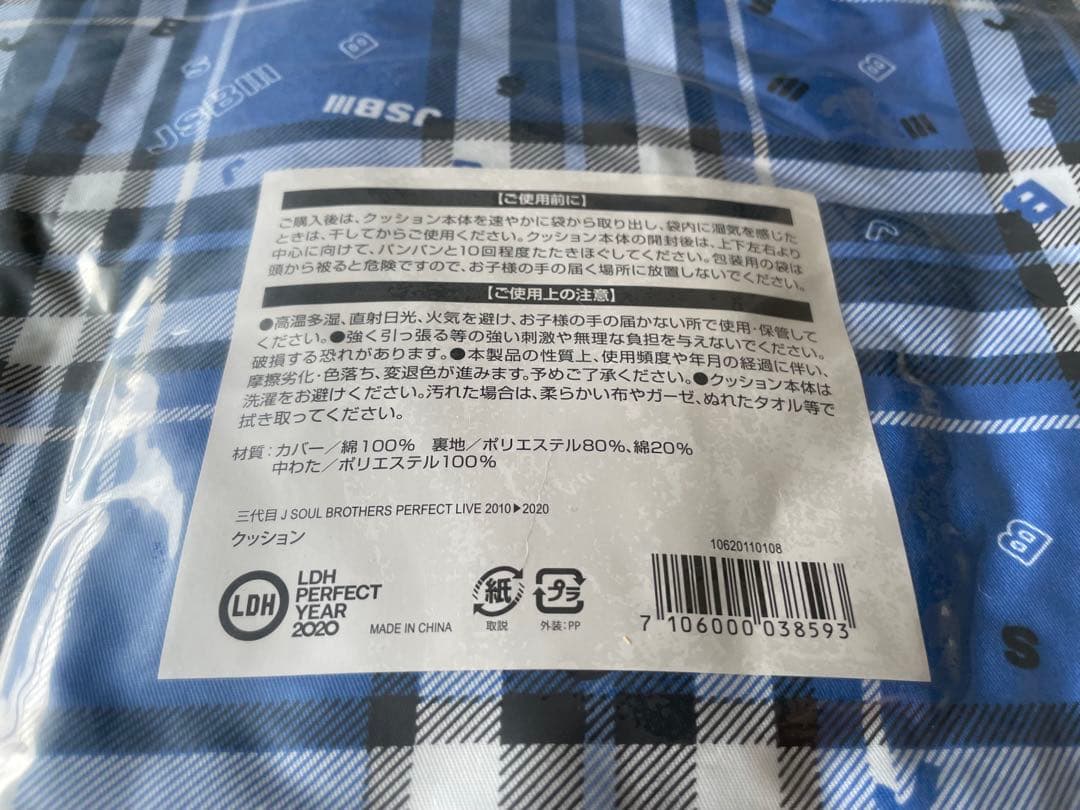 JSBIII
JSBIII
【ご使用前に】
ご購入後は、クッション本体を速やかに袋から取り出し、袋内に湿気を感じた
ときは、干してからご使用ください。クッション本体の開封後は、上下左右より
中心に向けて、パンパンと10回程度たたきほぐしてください。包装用の袋は
頭から被ると危険ですので、お子様の手の届く場所に放置しないでください。
【ご使用上の注意】
●高温多湿、直射日光、火気を避け、お子様の手の届かない所で使用・保管して
ください。●強く引っ張る等の強い刺激や無理な負担を与えないでください。
破損する恐れがあります。●本製品の性質上、使用頻度や年月の経過に伴い、
摩擦劣化・色落ち、変退色が進みます。予めご了承ください。●クッション本体は
洗濯をお避けください。汚れた場合は、柔らかい布やガーゼ、ぬれたタオル等で
拭き取ってください。
材質：カバー／綿100%　裏地／ポリエステル80%、綿20%
中わた／ポリエステル100%
三代目 J SOUL BROTHERS PERFECT LIVE 2010▶2020
クッション
LDH
LDH
PERFECT
YEAR
2020
MADE IN CHINA
紙
取説
プラ
外装：PP
10620110108
7 106000 038593
B
S